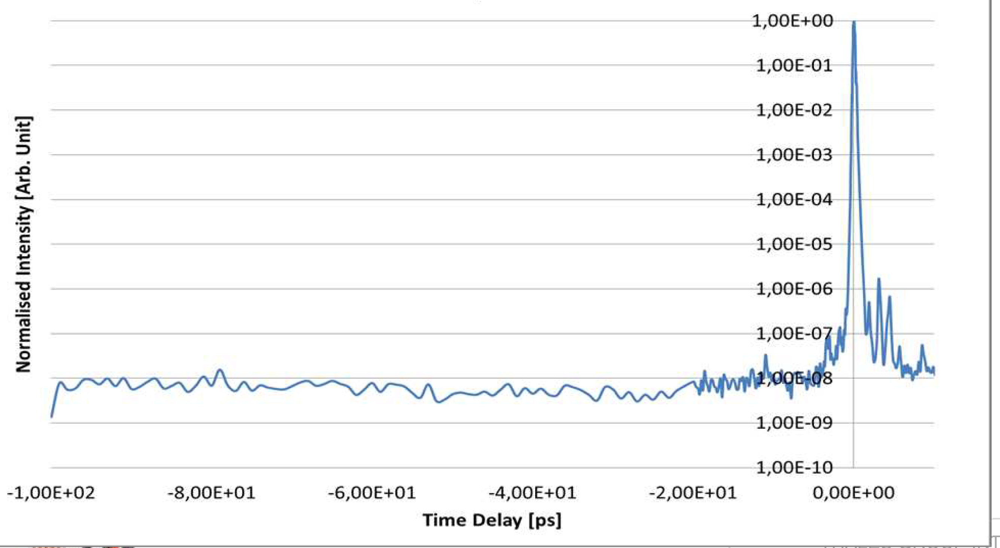 1,00E+00
1,00E-01
1,00E-02
1,00E-03
1,00E-04
1,00E-05
1,00E-06
1,00E-07
1,00E-08
1,00E-09
1,00E-10
Normalised Intensity [Arb. Unit]
-1,00E+02 -8,00E+01 -6,00E+01 -4,00E+01 -2,00E+01 0,00E+00
Time Delay [ps]